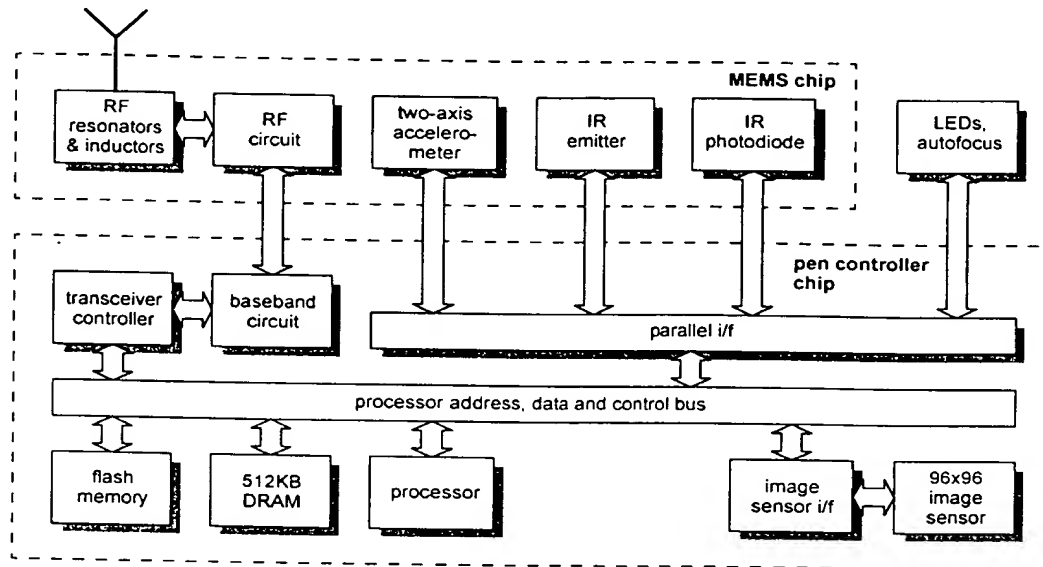 MEMS chip
RF
resonators
& inductors
RF
circuit
two-axis
accelero-
meter
IR
emitter
IR
photodiode
LEDs,
autofocus
pen controller
chip
transceiver
controller
baseband
circuit
parallel i/f
processor address, data and control bus
flash
memory
512KB
DRAM
processor
image
sensor i/f
96x96
image
sensor